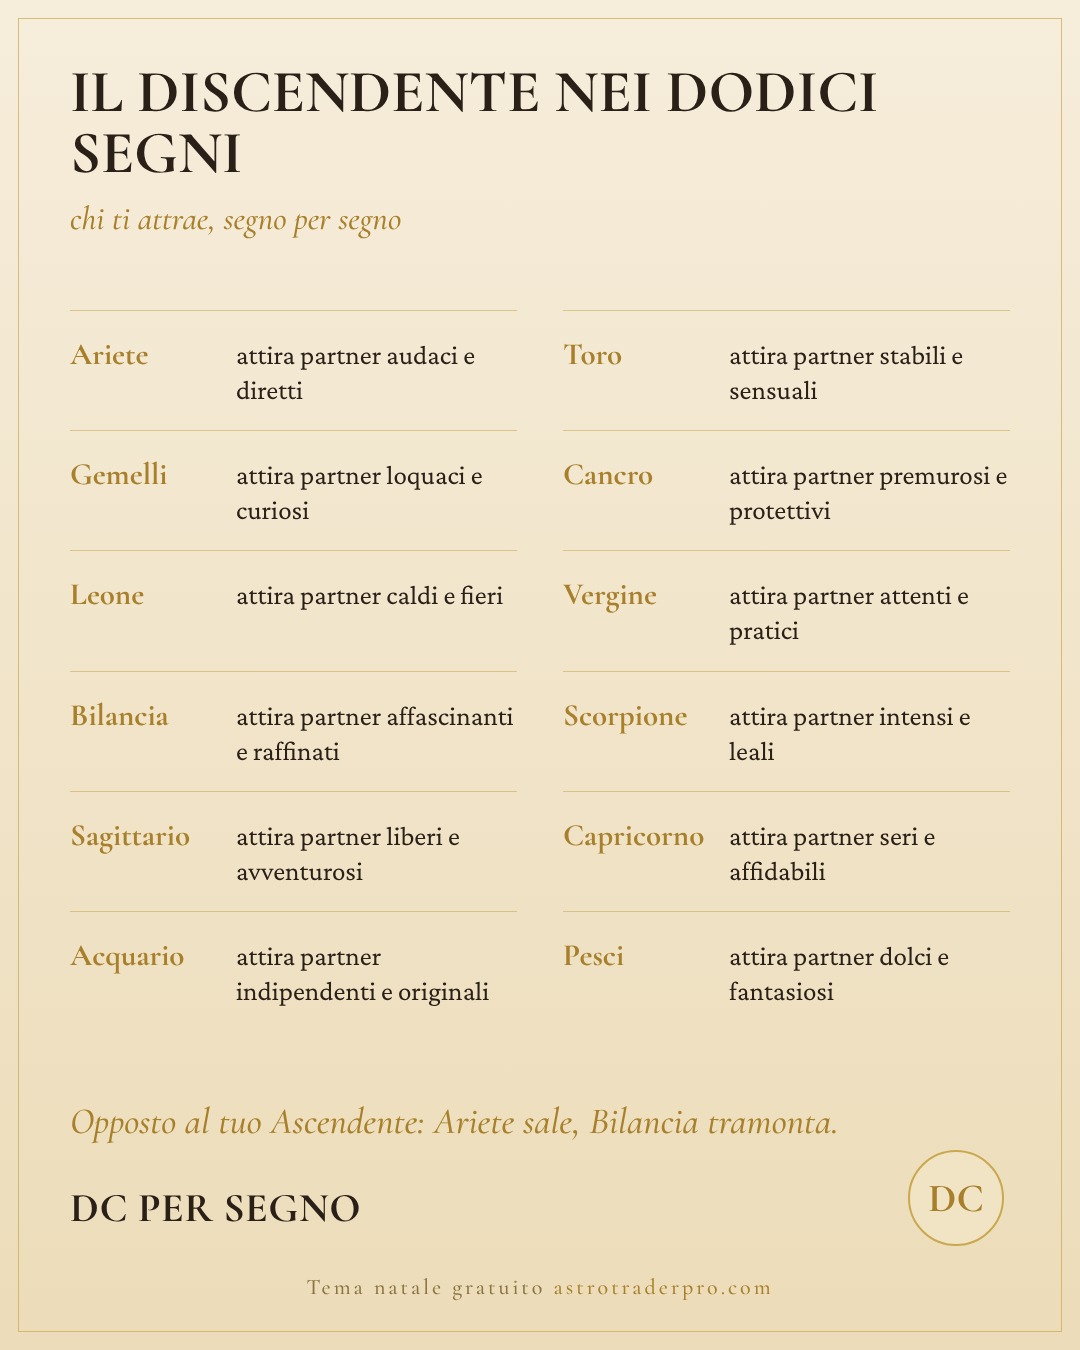 IL DISCENDENTE NEI DODICI
SEGNI
chi ti attrae, segno per segno
Ariete
attira partner audaci e
diretti
Toro
attira partner stabili e
sensuali
Gemelli
attira partner loquaci e
curiosi
Cancro
attira partner premurosi e
protettivi
Leone
attira partner caldi e fieri
Vergine
attira partner attenti e
pratici
Bilancia
attira partner affascinanti
e raffinati
Scorpione
attira partner intensi e
leali
Sagittario
attira partner liberi e
avventurosi
Capricorno
attira partner seri e
affidabili
Acquario
attira partner
indipendenti e originali
Pesci
attira partner dolci e
fantasiosi
Opposto al tuo Ascendente: Ariete sale, Bilancia tramonta.
DC PER SEGNO
DC
Tema natale gratuito astrotraderpro.com